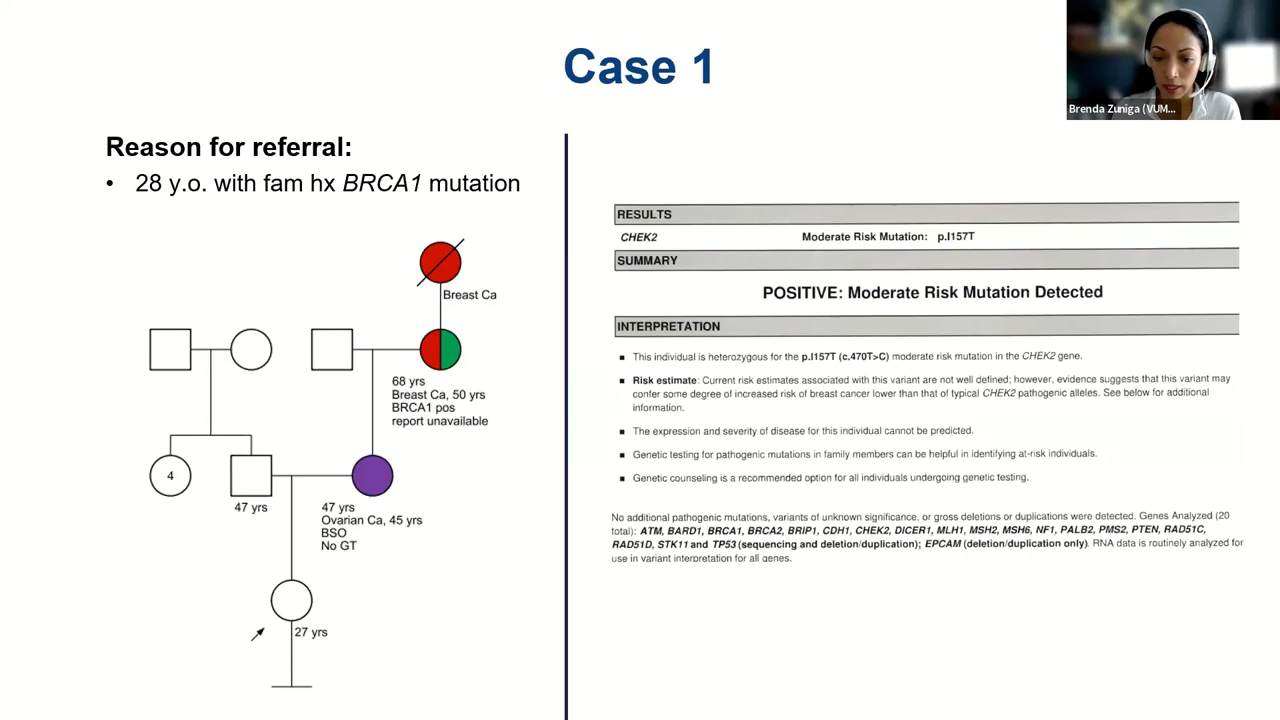 Case 1
Brenda Zuniga (VUM...
Reason for referral:
• 28 y.o. with fam hx BRCA1 mutation
Breast Ca
68 yrs
Breast Ca, 50 yrs
BRCA1 pos
report unavailable
4
47 yrs
47 yrs
Ovarian Ca, 45 yrs
BSO
No GT
27 yrs
RESULTS
CHEK2 Moderate Risk Mutation: p.I157T
SUMMARY
POSITIVE: Moderate Risk Mutation Detected
INTERPRETATION
▪ This individual is heterozygous for the p.I157T (c.470T>C) moderate risk mutation in the CHEK2 gene.
▪ Risk estimate: Current risk estimates associated with this variant are not well defined; however, evidence suggests that this variant may
confer some degree of increased risk of breast cancer lower than that of typical CHEK2 pathogenic alleles. See below for additional
information.
▪ The expression and severity of disease for this individual cannot be predicted.
▪ Genetic testing for pathogenic mutations in family members can be helpful in identifying at-risk individuals.
▪ Genetic counseling is a recommended option for all individuals undergoing genetic testing.
No additional pathogenic mutations, variants of unknown significance, or gross deletions or duplications were detected. Genes Analyzed (20
total): ATM, BARD1, BRCA1, BRCA2, BRIP1, CDH1, CHEK2, DICER1, MLH1, MSH2, MSH6, NF1, PALB2, PMS2, PTEN, RAD51C,
RAD51D, STK11 and TP53 (sequencing and deletion/duplication); EPCAM (deletion/duplication only). RNA data is routinely analyzed for
use in variant interpretation for all genes.